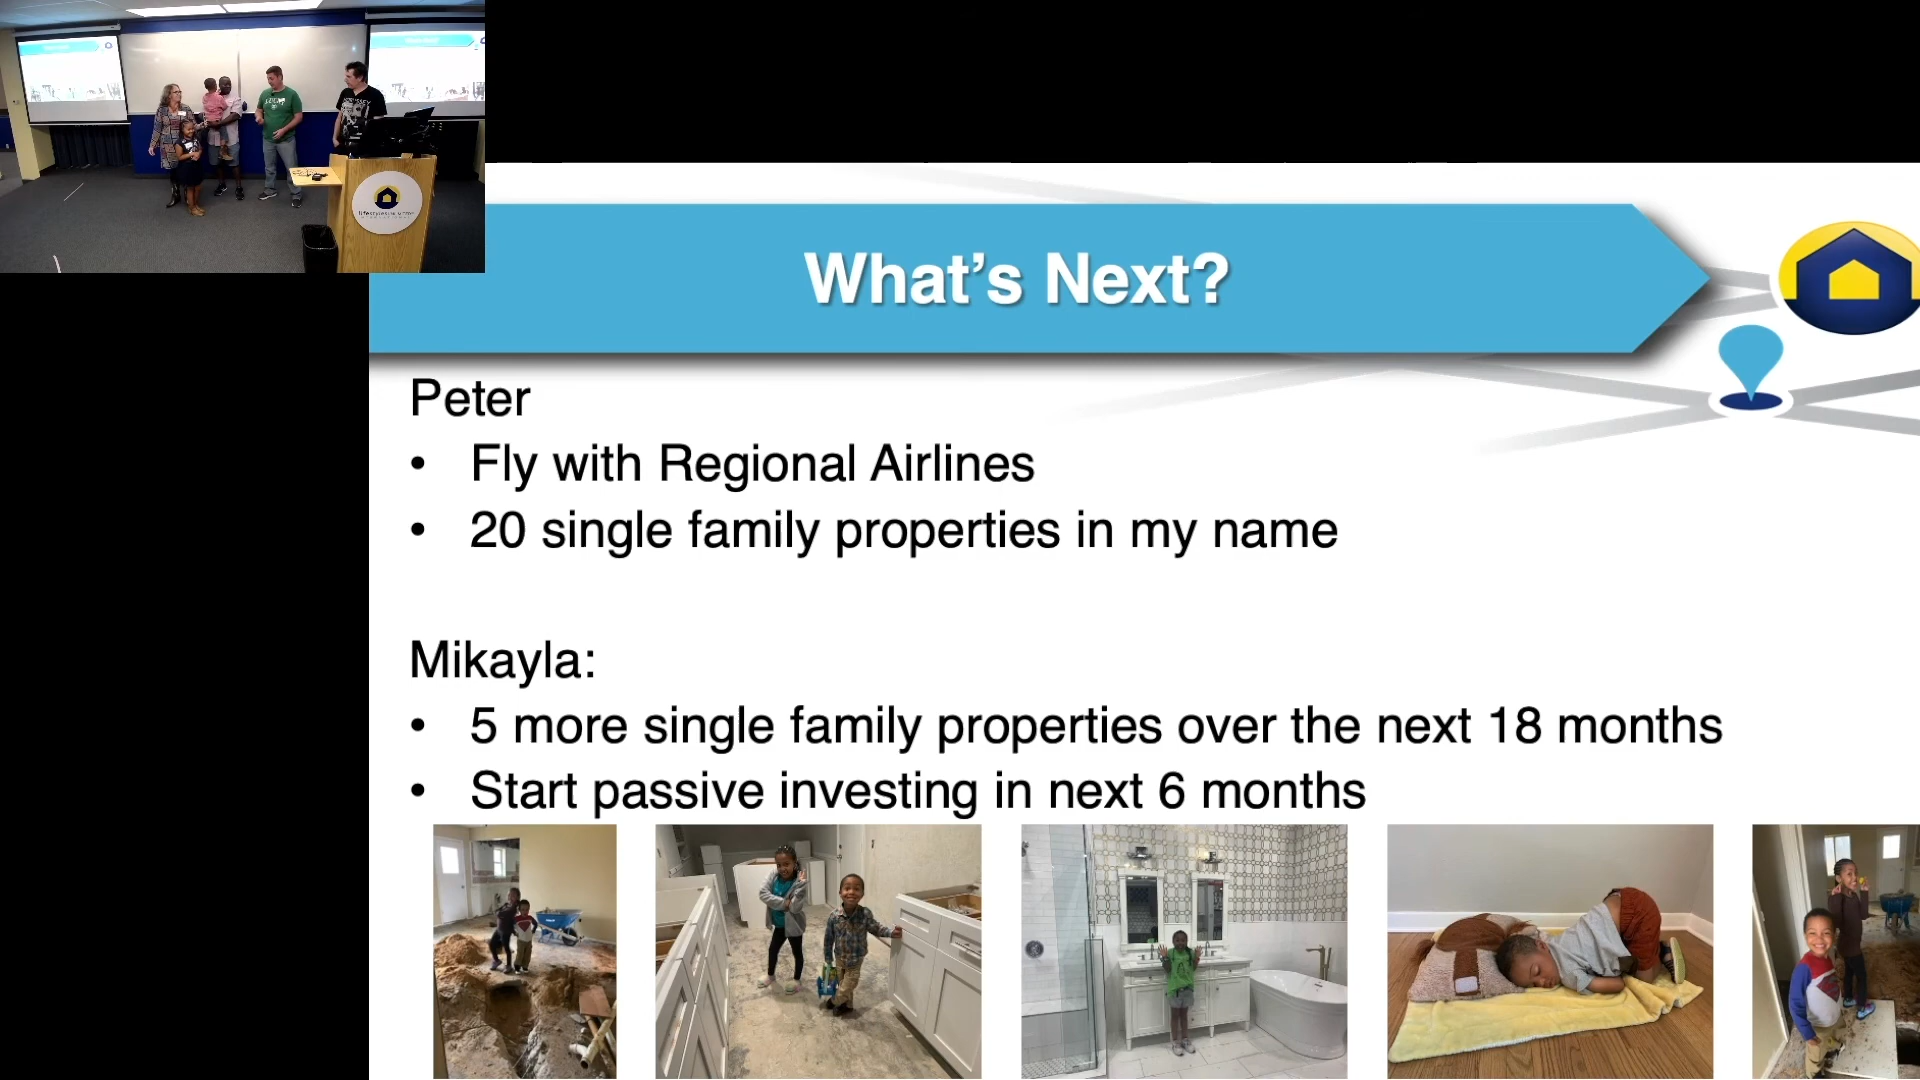 What's Next?
Peter
• Fly with Regional Airlines
• 20 single family properties in my name
Mikayla:
• 5 more single family properties over the next 18 months
• Start passive investing in next 6 months